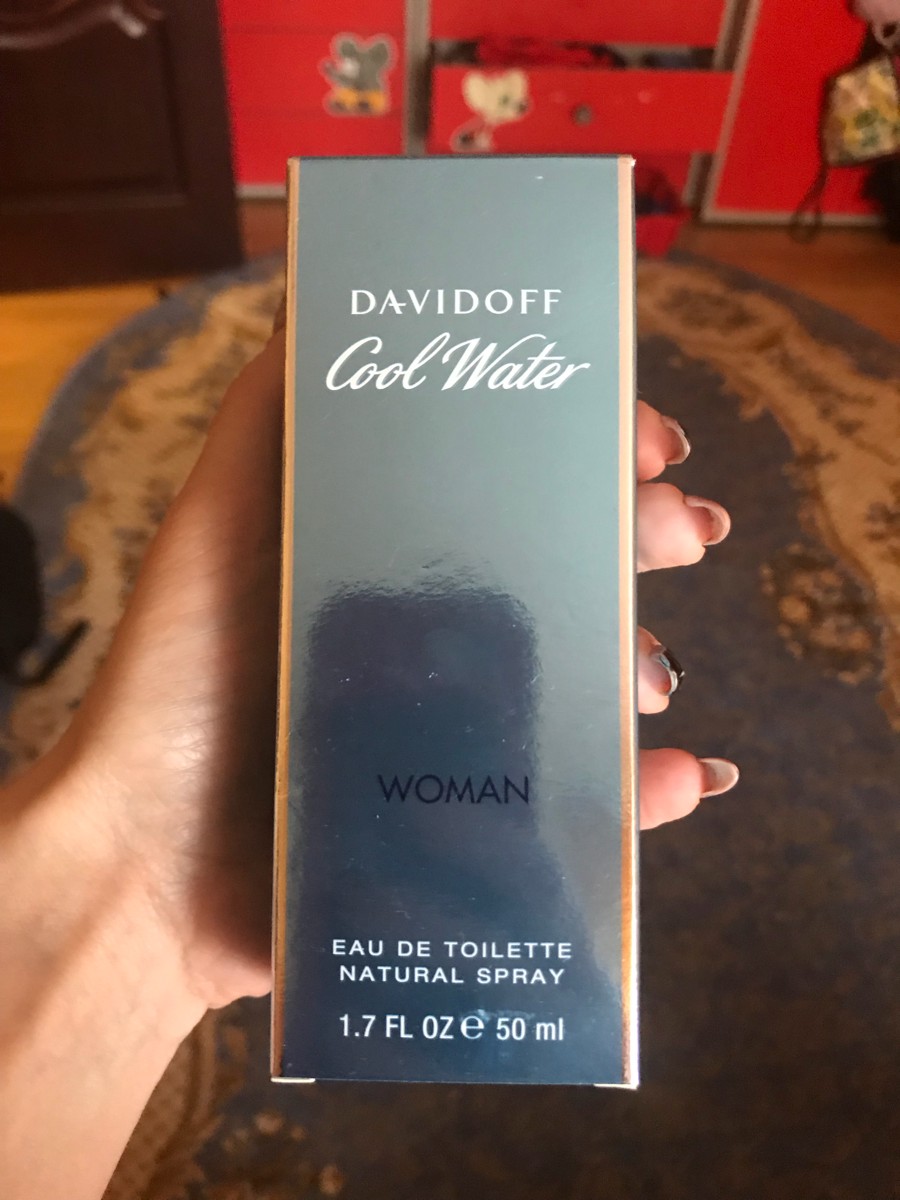 DAVIDOFF
Cool Water
WOMAN
EAU DE TOILETTE
NATURAL SPRAY
1.7 FL OZ ℮ 50 ml